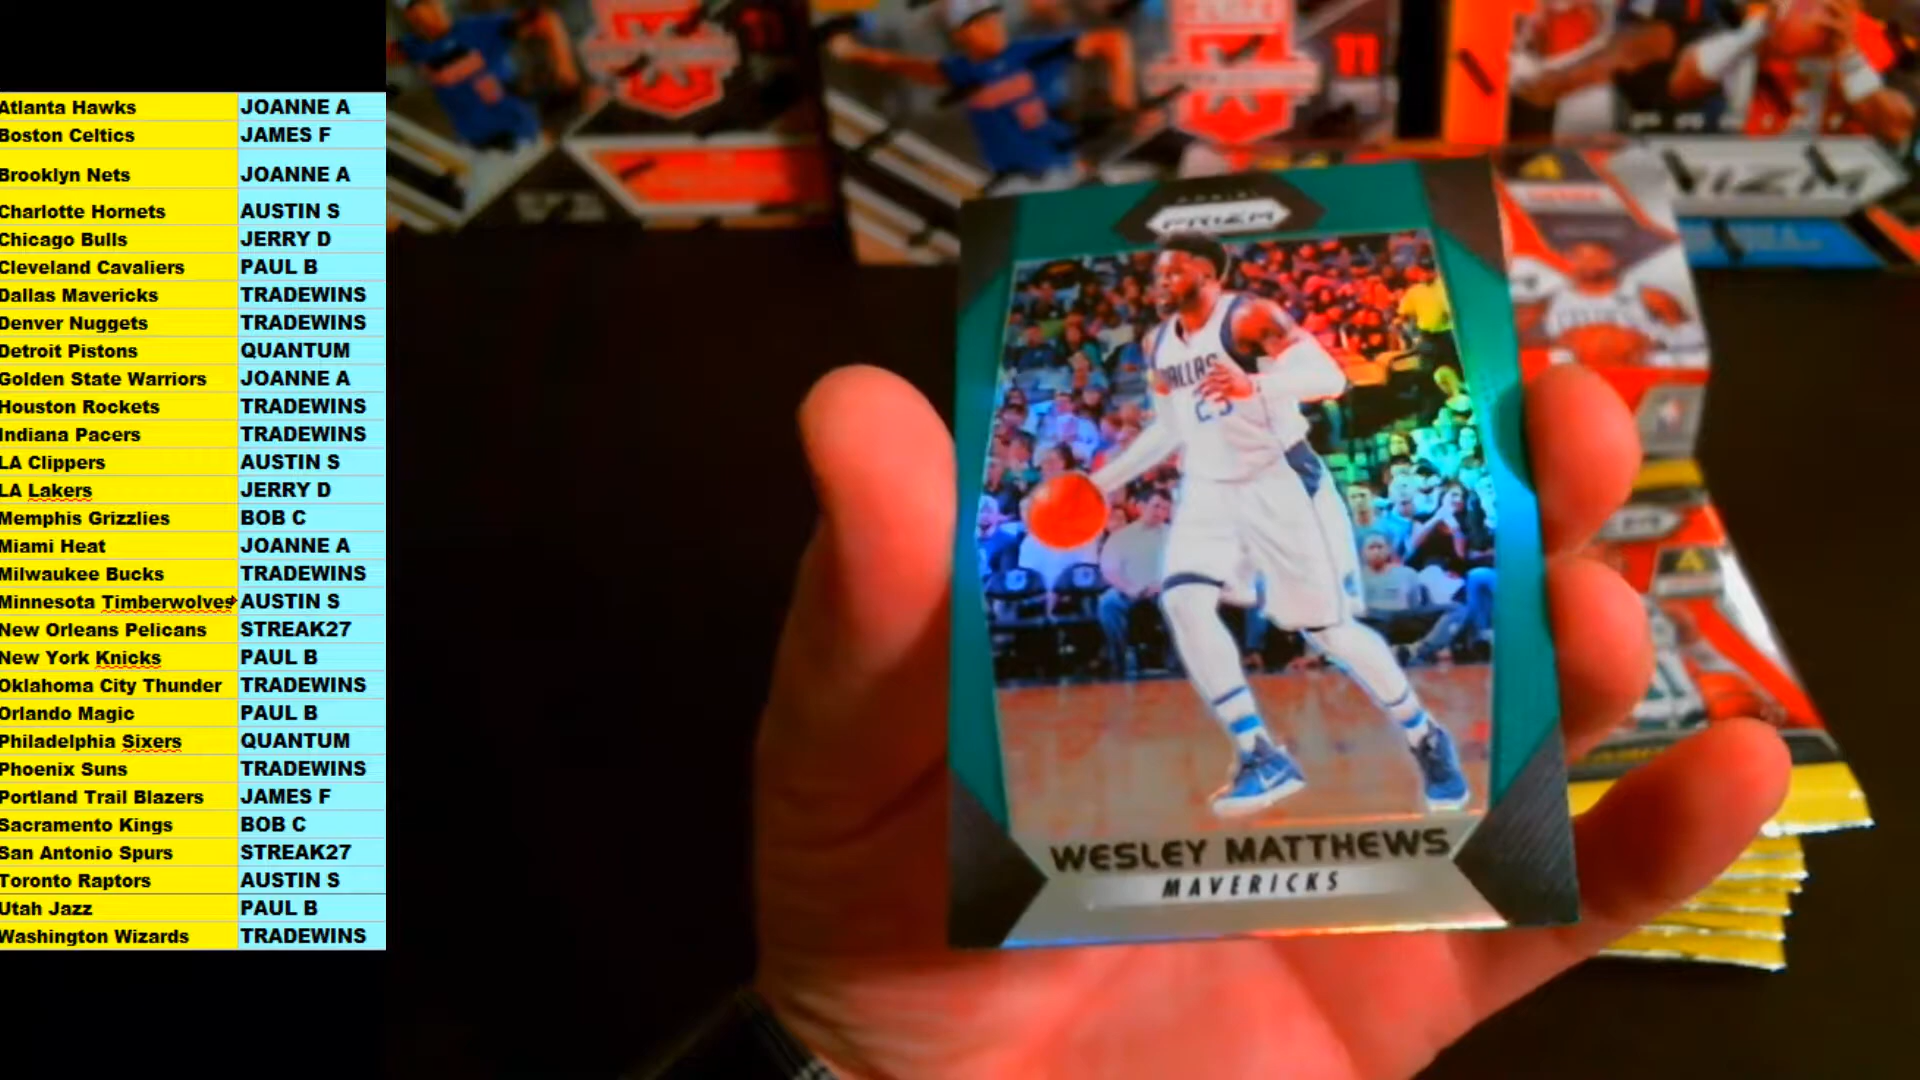 Atlanta Hawks JOANNE A
Boston Celtics JAMES F
Brooklyn Nets JOANNE A
Charlotte Hornets AUSTIN S
Chicago Bulls JERRY D
Cleveland Cavaliers PAUL B
Dallas Mavericks TRADEWINS
Denver Nuggets TRADEWINS
Detroit Pistons QUANTUM
Golden State Warriors JOANNE A
Houston Rockets TRADEWINS
Indiana Pacers TRADEWINS
LA Clippers AUSTIN S
LA Lakers JERRY D
Memphis Grizzlies BOB C
Miami Heat JOANNE A
Milwaukee Bucks TRADEWINS
Minnesota Timberwolves AUSTIN S
New Orleans Pelicans STREAK27
New York Knicks PAUL B
Oklahoma City Thunder TRADEWINS
Orlando Magic PAUL B
Philadelphia Sixers QUANTUM
Phoenix Suns TRADEWINS
Portland Trail Blazers JAMES F
Sacramento Kings BOB C
San Antonio Spurs STREAK27
Toronto Raptors AUSTIN S
Utah Jazz PAUL B
Washington Wizards TRADEWINS
PANINI
PRIZM
DALLAS
23
WESLEY MATTHEWS
MAVERICKS